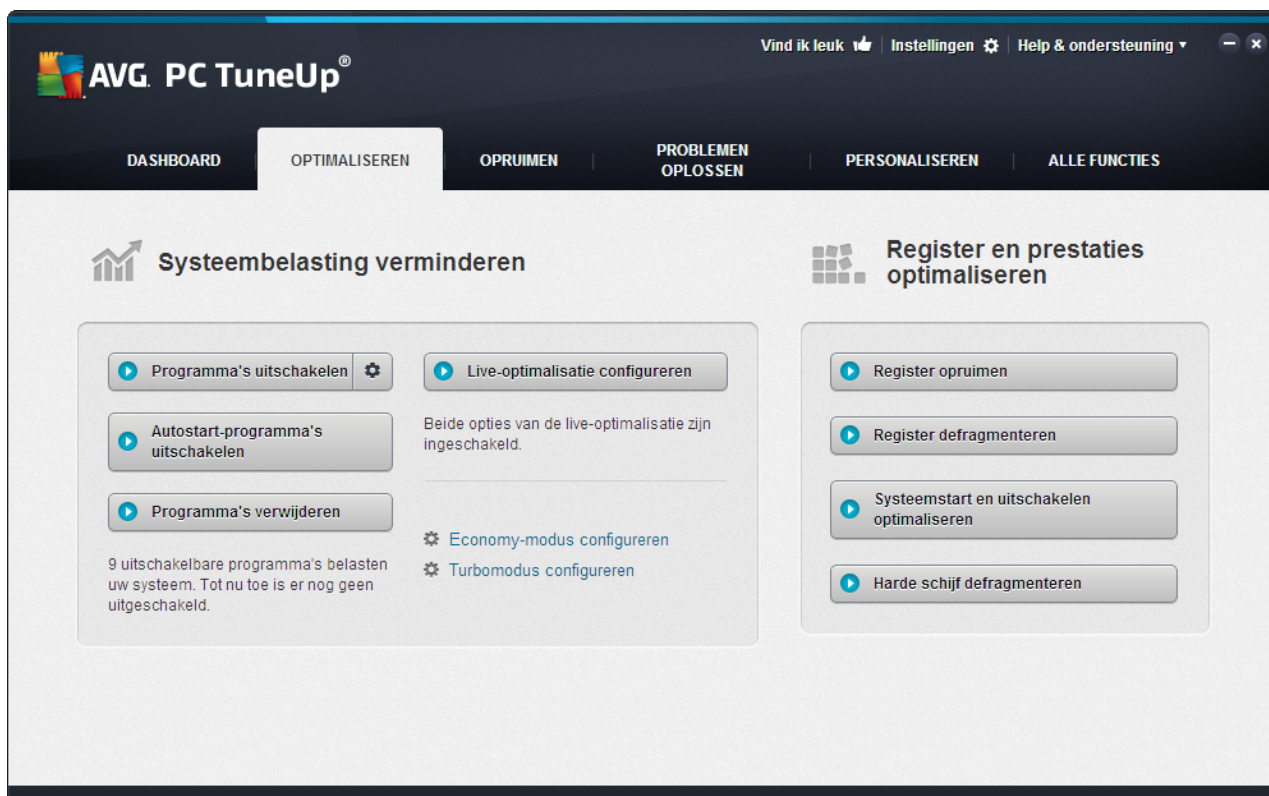 Vind ik leuk Instellingen Help & ondersteuning
AVG. PC TuneUp®
DASHBOARD
OPTIMALISEREN
OPRUIMEN
PROBLEMEN
OPLOSSEN
PERSONALISEREN
ALLE FUNCTIES
Systeembelasting verminderen
Programma's uitschakelen
Autostart-programma's
uitschakelen
Programma's verwijderen
9 uitschakelbare programma's belasten
uw systeem. Tot nu toe is er nog geen
uitgeschakeld.
Live-optimalisatie configureren
Beide opties van de live-optimalisatie zijn
ingeschakeld.
Economy-modus configureren
Turbomodus configureren
Register en prestaties
optimaliseren
Register opruimen
Register defragmenteren
Systeemstart en uitschakelen
optimaliseren
Harde schijf defragmenteren